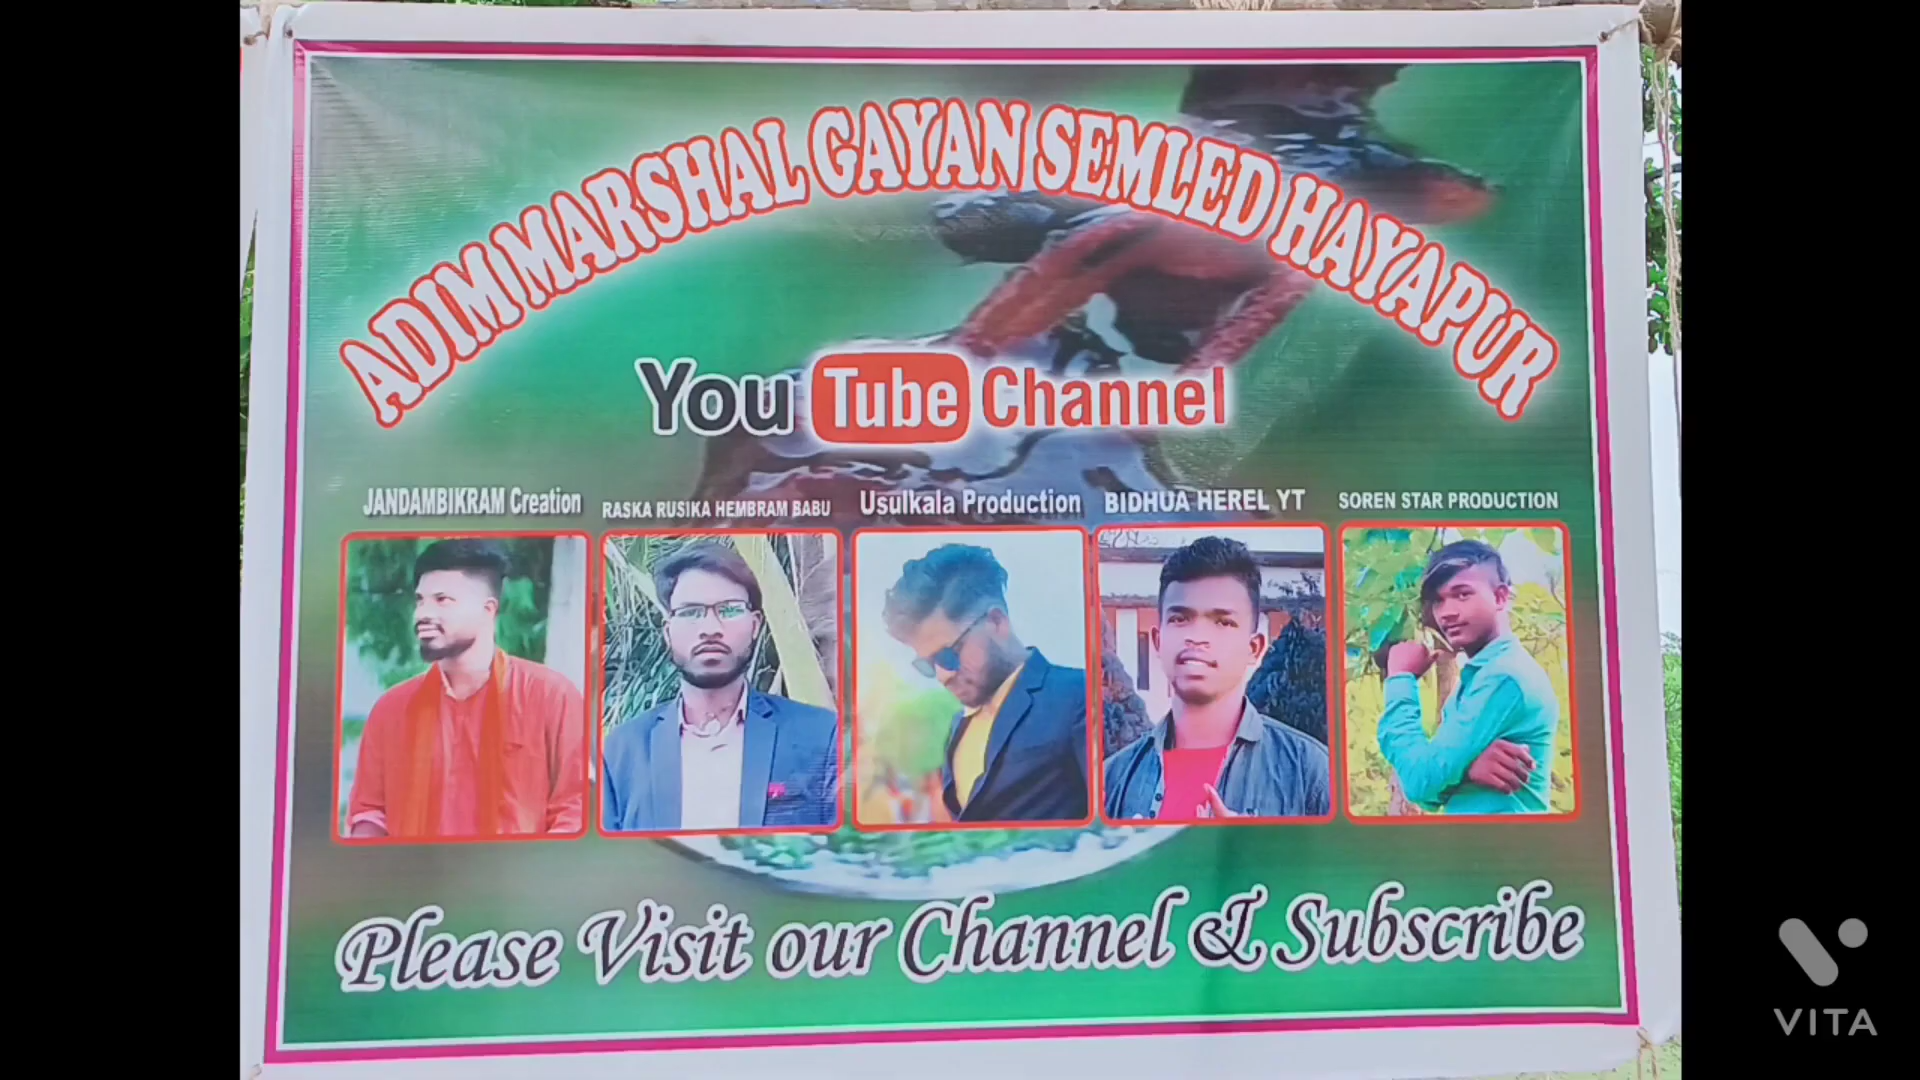 ADIM MARSHAL GAYAN SEMLED HAYAPUR
You Tube Channel
JANDAMBIKRAM Creation
RASKA RUSIKA HEMBRAM BABU
Usulkala Production
BIDHUA HEREL YT
SOREN STAR PRODUCTION
Please Visit our Channel & Subscribe
VITA